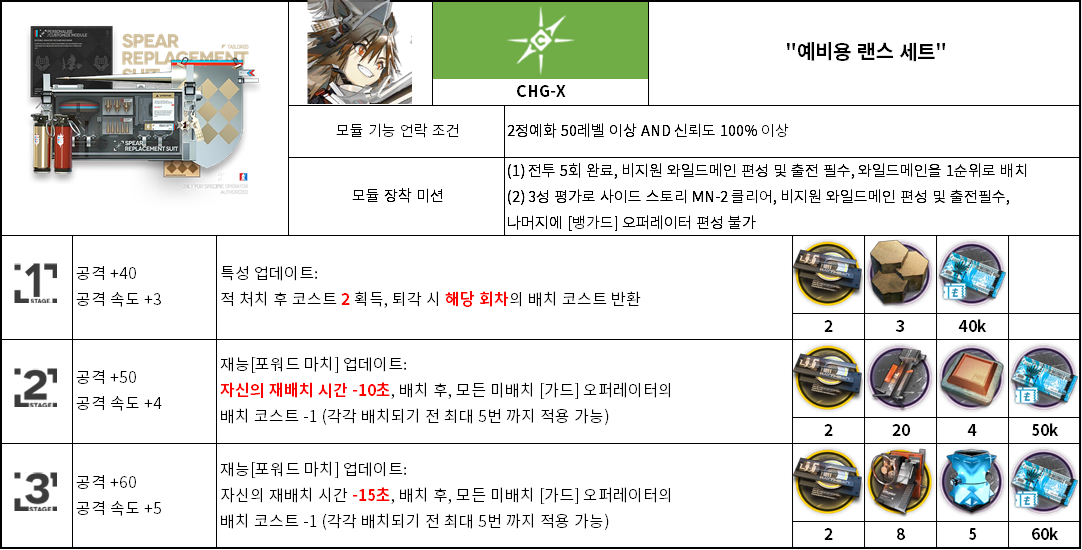 PERSONALED
/CUSTOMIZE MODULE
SPEAR
TAILORED
REPLACEMENT
SUIT
SPEAR
REPLACEMENT SUIT
AUTHORIZED
CHG-X
"예비용 랜스 세트"
모듈 기능 언락 조건
2정예화 50레벨 이상 AND 신뢰도 100% 이상
모듈 장착 미션
(1) 전투 5회 완료, 비지원 와일드메인 편성 및 출전 필수, 와일드메인을 1순위로 배치
(2) 3성 평가로 사이드 스토리 MN-2 클리어, 비지원 와일드메인 편성 및 출전필수,
나머지에 [뱅가드] 오퍼레이터 편성 불가
1
STAGE
공격 +40
공격 속도 +3
특성 업데이트:
적 처치 후 코스트 2 획득, 퇴각 시 해당 회차의 배치 코스트 반환
2
3
40k
2
STAGE
공격 +50
공격 속도 +4
재능[포워드 마치] 업데이트:
자신의 재배치 시간 -10초, 배치 후, 모든 미배치 [가드] 오퍼레이터의
배치 코스트 -1 (각각 배치되기 전 최대 5번 까지 적용 가능)
2
20
4
50k
3
STAGE
공격 +60
공격 속도 +5
재능[포워드 마치] 업데이트:
자신의 재배치 시간 -15초, 배치 후, 모든 미배치 [가드] 오퍼레이터의
배치 코스트 -1 (각각 배치되기 전 최대 5번 까지 적용 가능)
2
8
5
60k